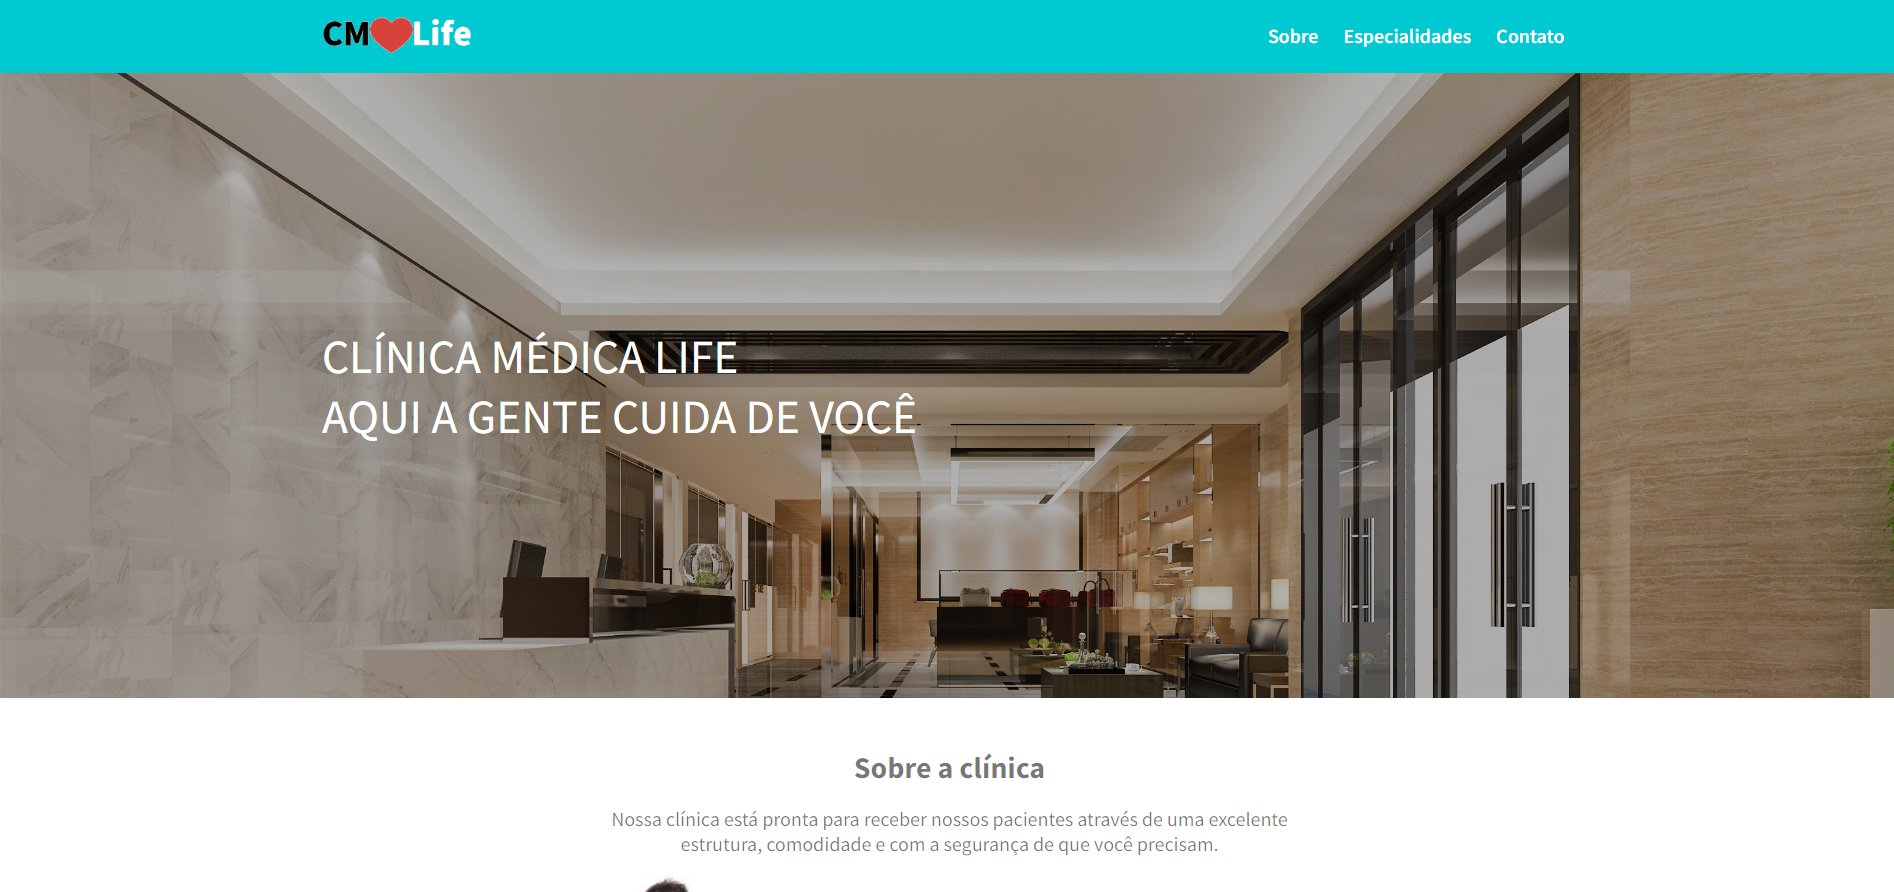 CM Life
Sobre Especialidades Contato
CLÍNICA MÉDICA LIFE
AQUI A GENTE CUIDA DE VOCÊ
Sobre a clínica
Nossa clínica está pronta para receber nossos pacientes através de uma excelente
estrutura, comodidade e com a segurança de que você precisam.